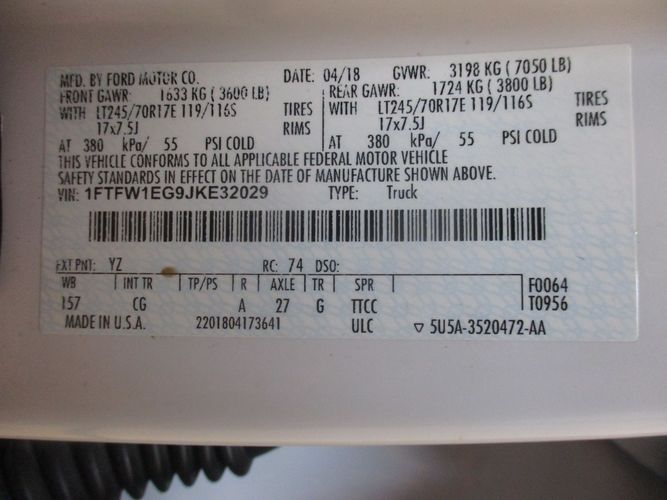 MFD. BY FORD MOTOR CO. DATE: 04/18 GVWR: 3198 KG ( 7050 LB)
FRONT GAWR: 1633 KG ( 3600 LB) REAR GAWR: 1724 KG ( 3800 LB)
WITH LT245/70R17E 119/116S TIRES WITH LT245/70R17E 119/116S TIRES
17x7.5J RIMS 17x7.5J RIMS
AT 380 kPa/ 55 PSI COLD AT 380 kPa/ 55 PSI COLD
THIS VEHICLE CONFORMS TO ALL APPLICABLE FEDERAL MOTOR VEHICLE
SAFETY STANDARDS IN EFFECT ON THE DATE OF MANUFACTURE SHOWN ABOVE.
VIN: 1FTFW1EG9JKE32029 TYPE: Truck
EXT PNT: YZ RC: 74 DSO:
WB INT TR TP/PS R AXLE TR SPR F0064
157 CG A 27 G TTCC T0956
MADE IN U.S.A. 2201804173641 ULC ▽ 5U5A-3520472-AA